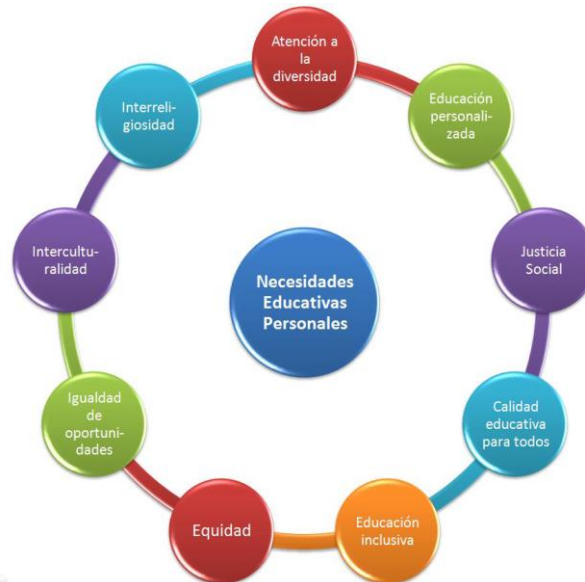 Atención a
la
diversidad
Educación
personali-
zada
Justicia
Social
Calidad
educativa
para todos
Educación
inclusiva
Equidad
Igualdad
de
oportuni-
dades
Intercultu-
ralidad
Interreli-
giosidad
Necesidades
Educativas
Personales